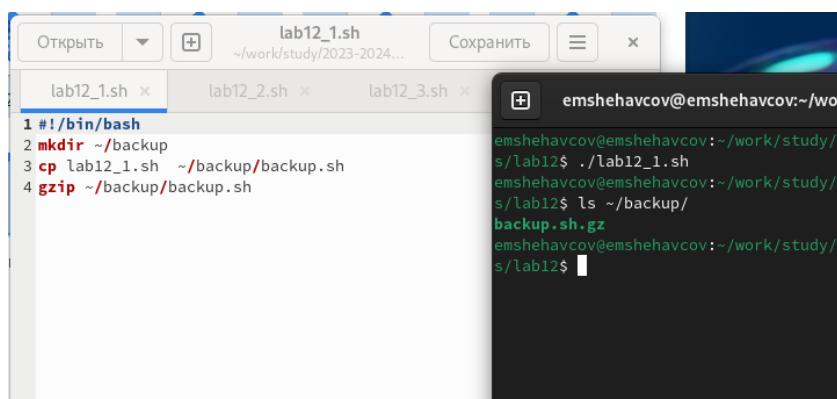 Открыть
lab12_1.sh
~/work/study/2023-2024...
Сохранить
lab12_1.sh × lab12_2.sh × lab12_3.sh ×
1 #!/bin/bash
2 mkdir ~/backup
3 cp lab12_1.sh  ~/backup/backup.sh
4 gzip ~/backup/backup.sh
emshehavcov@emshehavcov:~/wo
emshehavcov@emshehavcov:~/work/study/
s/lab12$ ./lab12_1.sh
emshehavcov@emshehavcov:~/work/study/
s/lab12$ ls ~/backup/
backup.sh.gz
emshehavcov@emshehavcov:~/work/study/
s/lab12$